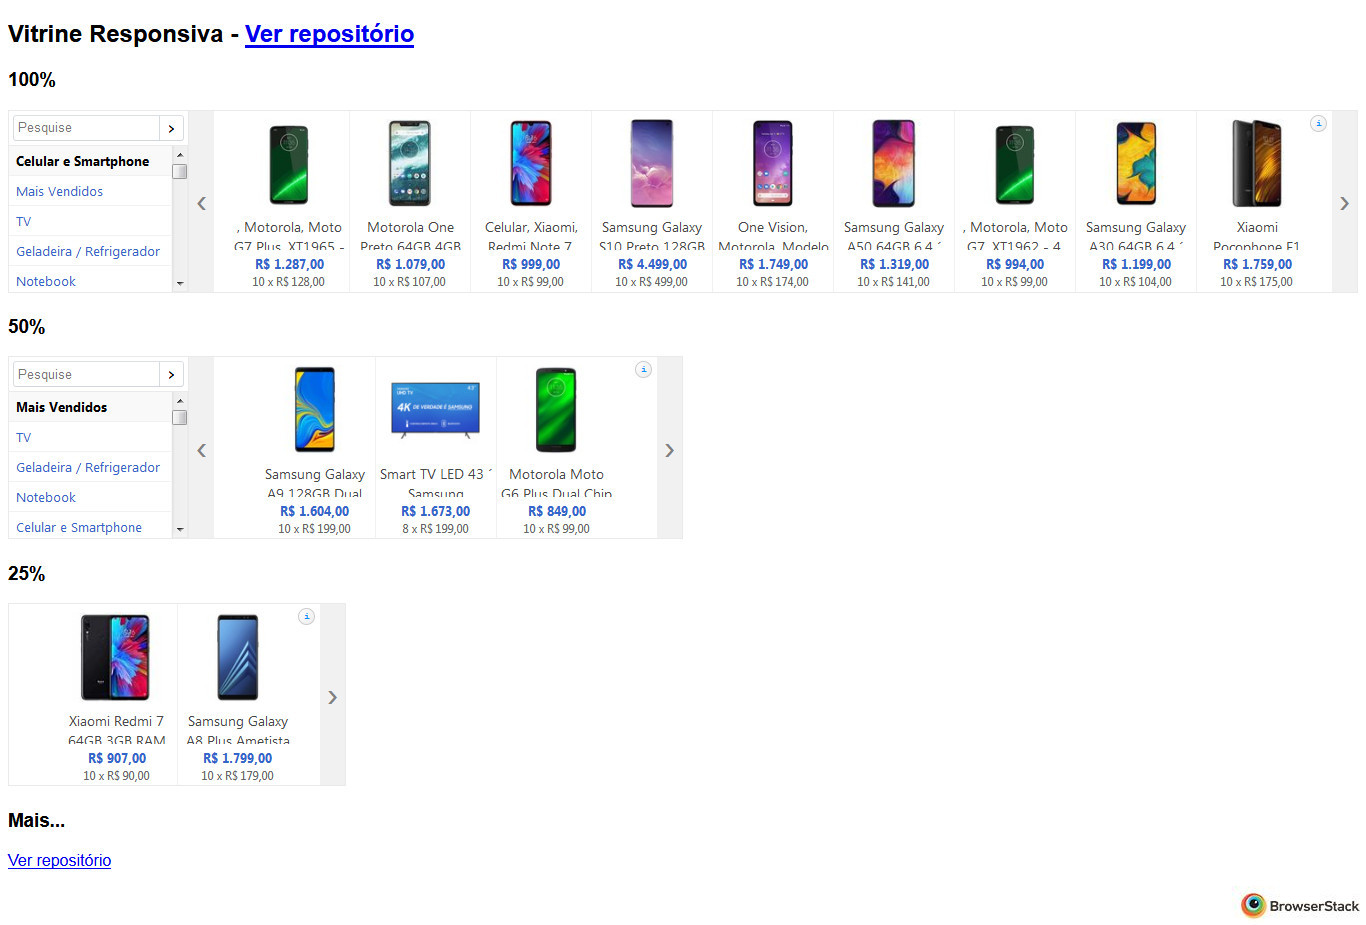 Vitrine Responsiva - Ver repositório
100%
Pesquise >
Celular e Smartphone
Mais Vendidos
TV
Geladeira / Refrigerador
Notebook
, Motorola, Moto
G7 Plus, XT1965 -
R$ 1.287,00
10 x R$ 128,00
Motorola One
Preto 64GB 4GB
R$ 1.079,00
10 x R$ 107,00
Celular, Xiaomi,
Redmi Note 7
R$ 999,00
10 x R$ 99,00
Samsung Galaxy
S10 Preto 128GB
R$ 4.499,00
10 x R$ 499,00
One Vision,
Motorola, Modelo
R$ 1.749,00
10 x R$ 174,00
Samsung Galaxy
A50 64GB 6.4 ´
R$ 1.319,00
10 x R$ 141,00
, Motorola, Moto
G7, XT1962 - 4
R$ 994,00
10 x R$ 99,00
Samsung Galaxy
A30 64GB 6.4 ´
R$ 1.199,00
10 x R$ 104,00
Xiaomi
Pocophone F1
R$ 1.759,00
10 x R$ 175,00
i
50%
Pesquise >
Mais Vendidos
TV
Geladeira / Refrigerador
Notebook
Celular e Smartphone
Samsung Galaxy
A9 128GB Dual
R$ 1.604,00
10 x R$ 199,00
43"
4K DE VERDADE É SAMSUNG
Smart TV LED 43 ´
Samsung
R$ 1.673,00
8 x R$ 199,00
Motorola Moto
G6 Plus Dual Chip
R$ 849,00
10 x R$ 99,00
i
25%
Xiaomi Redmi 7
64GB 3GB RAM
R$ 907,00
10 x R$ 90,00
Samsung Galaxy
A8 Plus Ametista
R$ 1.799,00
10 x R$ 179,00
i
Mais...
Ver repositório
BrowserStack